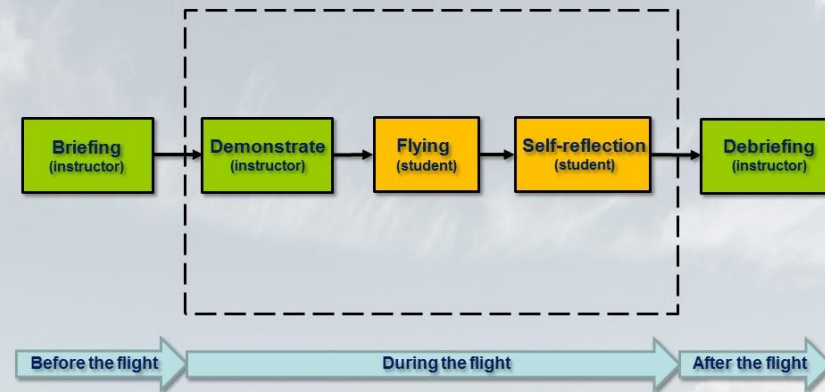 Briefing
(instructor)
Demonstrate
(instructor)
Flying
(student)
Self-reflection
(student)
Debriefing
(instructor)
Before the flight
During the flight
After the flight